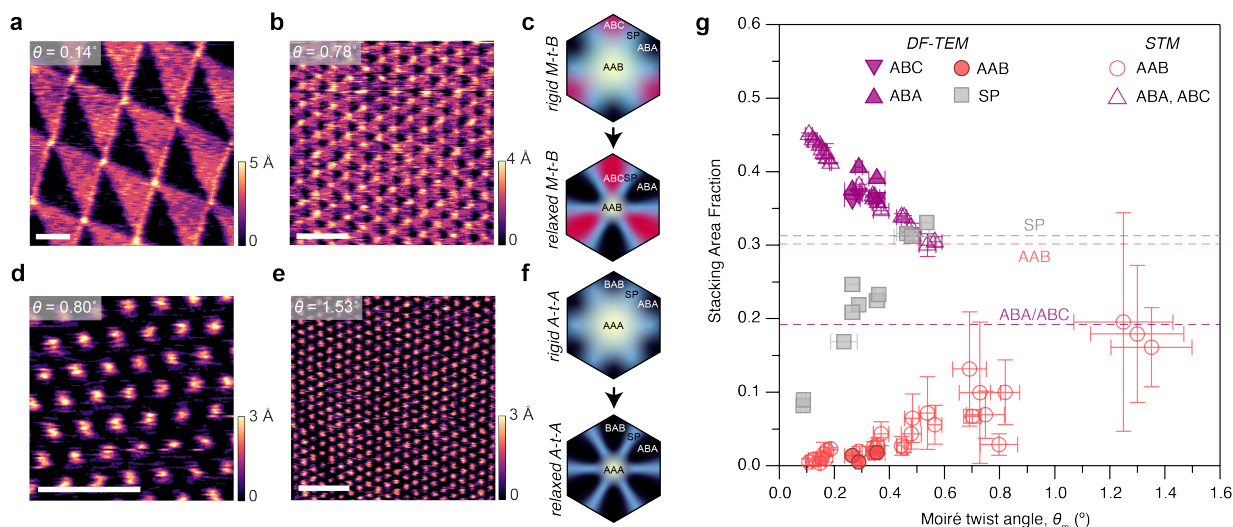 a
θ = 0.14°
5 Å
0
b
θ = 0.78°
4 Å
0
c
rigid M-t-B
ABC
SP
ABA
AAB
relaxed M-t-B
ABC
SP
ABA
AAB
d
θ = 0.80°
3 Å
0
e
θ = 1.53°
3 Å
0
f
rigid A-t-A
BAB
SP
ABA
AAA
relaxed A-t-A
BAB
SP
ABA
AAA
g
DF-TEM
STM
ABC
AAB
AAB
ABA
SP
ABA, ABC
SP
AAB
ABA/ABC
Stacking Area Fraction
0.6
0.5
0.4
0.3
0.2
0.1
0.0
0.0 0.2 0.4 0.6 0.8 1.0 1.2 1.4 1.6
Moiré twist angle, θm (º)